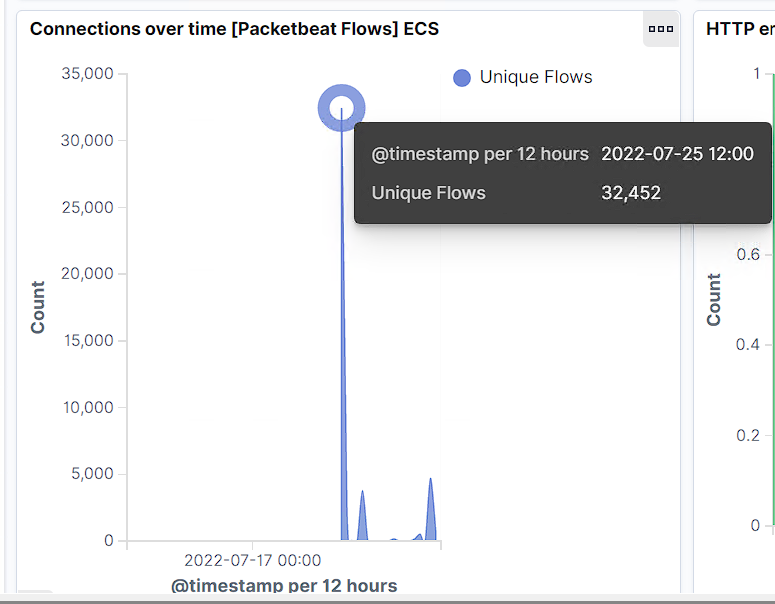 Connections over time [Packetbeat Flows] ECS
35,000
30,000
25,000
20,000
15,000
10,000
5,000
0
Count
Unique Flows
@timestamp per 12 hours 2022-07-25 12:00
Unique Flows 32,452
2022-07-17 00:00
@timestamp per 12 hours
HTTP er
1
0.6
0.4
0.2
0
Count